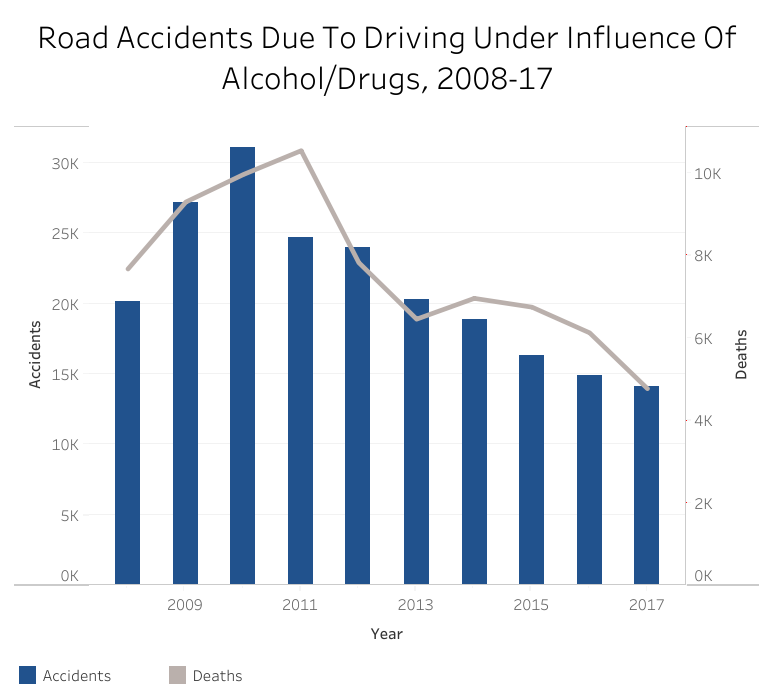 Road Accidents Due To Driving Under Influence Of
Alcohol/Drugs, 2008-17
30K
25K
20K
15K
10K
5K
0K
Accidents
10K
8K
6K
4K
2K
0K
Deaths
2009 2011 2013 2015 2017
Year
Accidents Deaths